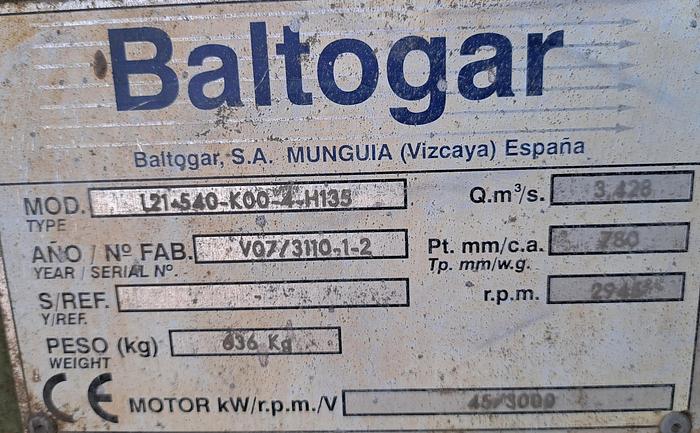 Baltogar
Baltogar, S.A. MUNGUIA (Vizcaya) España
MOD. L21-540-K00-4-H135 Q.m³/s. 3,428
TYPE
AÑO / Nº FAB. V07/3110-1-2 Pt. mm/c.a. 780
YEAR / SERIAL Nº Tp. mm/w.g.
S/REF. r.p.m.
Y/REF.
PESO (kg) 636 Kg
WEIGHT
CE MOTOR kW/r.p.m./V 45/3000